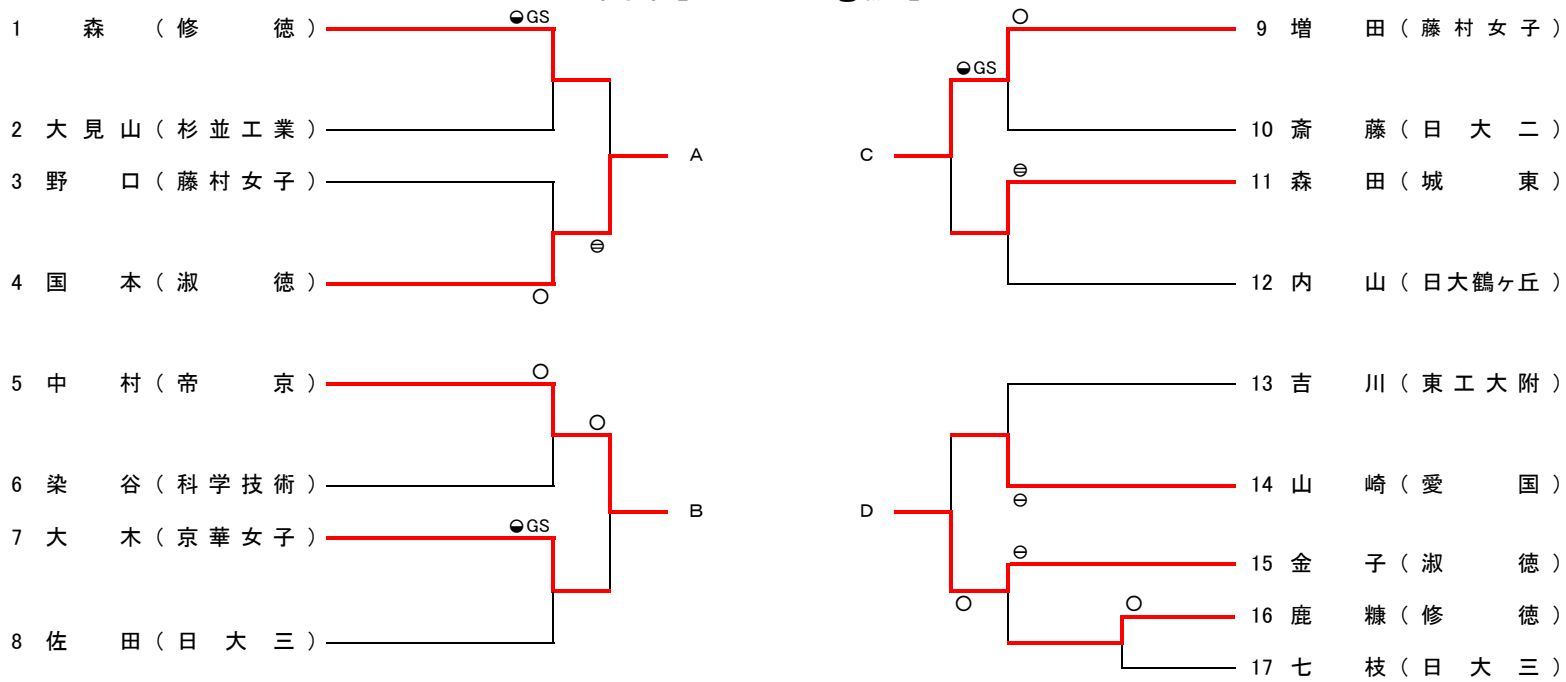 ◒GS
1 森（修徳）
2 大見山（杉並工業）
3 野口（藤村女子）
A
⊜
4 国本（淑徳）
○
○
5 中村（帝京）
○
6 染谷（科学技術）
B
◒GS
7 大木（京華女子）
8 佐田（日大三）
○
9 増田（藤村女子）
◒GS
10 斎藤（日大二）
C
⊜
11 森田（城東）
12 内山（日大鶴ヶ丘）
13 吉川（東工大附）
14 山崎（愛国）
⊖
D
⊖
15 金子（淑徳）
○
○
16 鹿糠（修徳）
17 七枝（日大三）